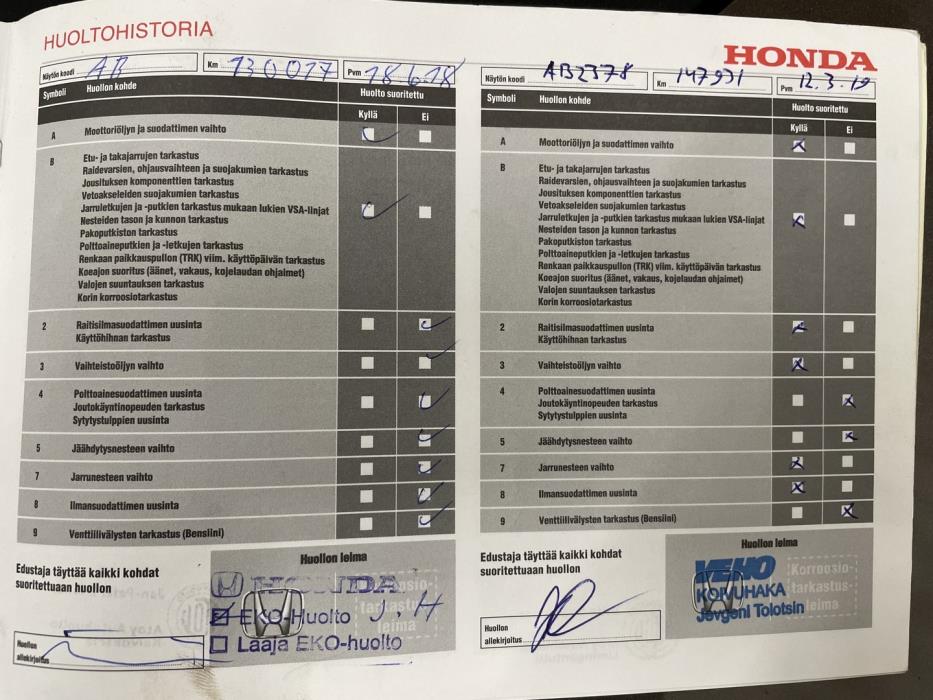 HUOLTOHISTORIA
Näytön koodi AB Km 130 017 Pvm 18.6.18
Symboli Huollon kohde Huolto suoritettu
Kyllä Ei
A Moottoriöljyn ja suodattimen vaihto
B Etu- ja takajarrujen tarkastus
Raidevarsien, ohjausvaihteen ja suojakumien tarkastus
Jousituksen komponenttien tarkastus
Vetoakseleiden suojakumien tarkastus
Jarruletkujen ja -putkien tarkastus mukaan lukien VSA-linjat
Nesteiden tason ja kunnon tarkastus
Pakoputkiston tarkastus
Polttoaineputkien ja -letkujen tarkastus
Renkaan paikkauspullon (TRK) viim. käyttöpäivän tarkastus
Koeajon suoritus (äänet, vakaus, kojelaudan ohjaimet)
Valojen suuntauksen tarkastus
Korin korroosiotarkastus
2 Raitisilmasuodattimen uusinta
Käyttöhihnan tarkastus
3 Vaihteistoöljyn vaihto
4 Polttoainesuodattimen uusinta
Joutokäyntinopeuden tarkastus
Sytytystulppien uusinta
5 Jäähdytysnesteen vaihto
7 Jarrunesteen vaihto
8 Ilmansuodattimen uusinta
9 Venttiilivälysten tarkastus (Bensiini)
Edustaja täyttää kaikki kohdat
suoritettuaan huollon
Huollon leima
HONDA
EKO-Huolto J.H
Laaja EKO-huolto
tarkastus-
leima
Huollon
allekirjoitus
HONDA
Näytön koodi AB2378 Km 147931 Pvm 12.3.19
Symboli Huollon kohde Huolto suoritettu
Kyllä Ei
A Moottoriöljyn ja suodattimen vaihto
B Etu- ja takajarrujen tarkastus
Raidevarsien, ohjausvaihteen ja suojakumien tarkastus
Jousituksen komponenttien tarkastus
Vetoakseleiden suojakumien tarkastus
Jarruletkujen ja -putkien tarkastus mukaan lukien VSA-linjat
Nesteiden tason ja kunnon tarkastus
Pakoputkiston tarkastus
Polttoaineputkien ja -letkujen tarkastus
Renkaan paikkauspullon (TRK) viim. käyttöpäivän tarkastus
Koeajon suoritus (äänet, vakaus, kojelaudan ohjaimet)
Valojen suuntauksen tarkastus
Korin korroosiotarkastus
2 Raitisilmasuodattimen uusinta
Käyttöhihnan tarkastus
3 Vaihteistoöljyn vaihto
4 Polttoainesuodattimen uusinta
Joutokäyntinopeuden tarkastus
Sytytystulppien uusinta
5 Jäähdytysnesteen vaihto
7 Jarrunesteen vaihto
8 Ilmansuodattimen uusinta
9 Venttiilivälysten tarkastus (Bensiini)
Edustaja täyttää kaikki kohdat
suoritettuaan huollon
Huollon leima
VEHO
KOIVUHAKA
Jevgeni Tolotsin
Korroosio-
tarkastus-
leima
Huollon
allekirjoitus